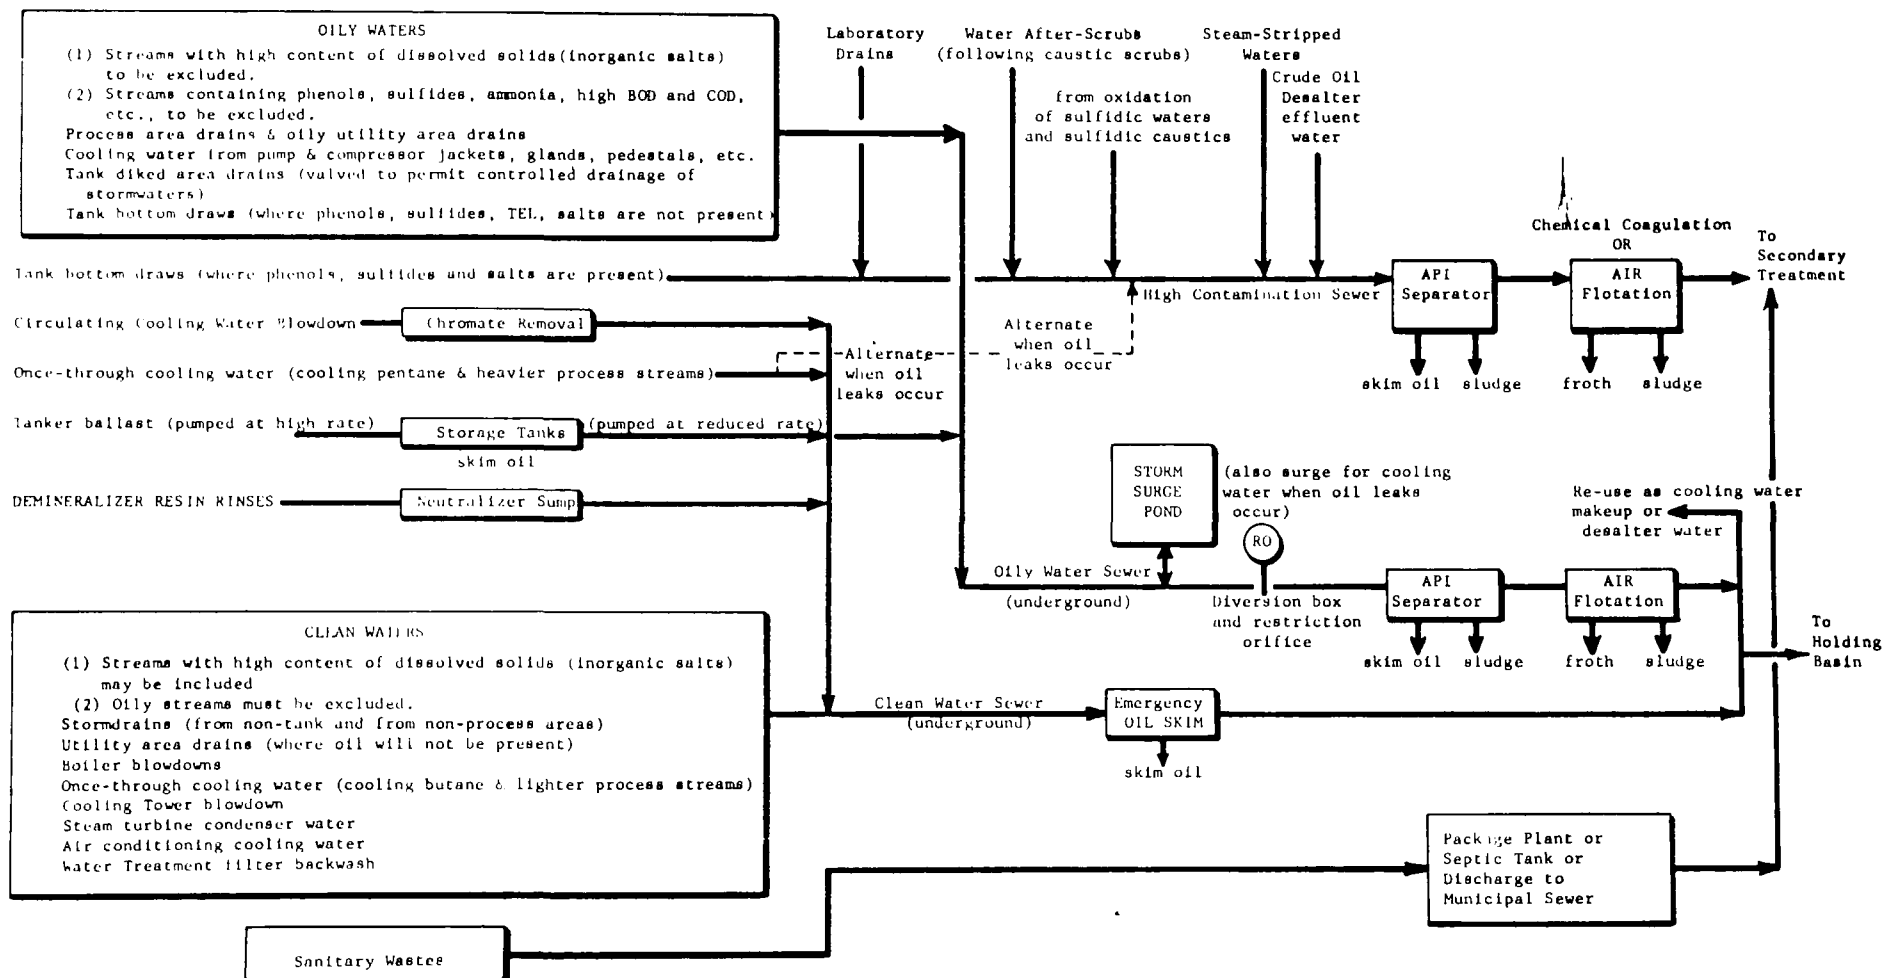 OILY WATERS
(1) Streams with high content of dissolved solids(inorganic salts)
to be excluded.
(2) Streams containing phenols, sulfides, ammonia, high BOD and COD,
etc., to be excluded.
Process area drains & oily utility area drains
Cooling water from pump & compressor jackets, glands, pedestals, etc.
Tank diked area drains (valved to permit controlled drainage of
stormwaters)
Tank bottom draws (where phenols, sulfides, TEL, salts are not present)
Laboratory
Drains
Water After-Scrubs
(following caustic scrubs)
from oxidation
of sulfidic waters
and sulfidic caustics
Steam-Stripped
Waters
Crude Oil
Desalter
effluent
water
Chemical Coagulation
OR
To
Secondary
Treatment
Tank bottom draws (where phenols, sulfides and salts are present)
High Contamination Sewer
API
Separator
AIR
Flotation
skim oil
sludge
froth
sludge
Circulating Cooling Water Blowdown
Chromate Removal
Alternate
when oil
leaks occur
Alternate
when oil
leaks occur
Once-through cooling water (cooling pentane & heavier process streams)
Tanker ballast (pumped at high rate)
Storage Tanks
(pumped at reduced rate)
skim oil
DEMINERALIZER RESIN RINSES
Neutralizer Sump
STORM
SURGE
POND
(also surge for cooling
water when oil leaks
occur)
RO
Re-use as cooling water
makeup or
desalter water
Oily Water Sewer
(underground)
Diversion box
and restriction
orifice
API
Separator
AIR
Flotation
skim oil
sludge
froth
sludge
To
Holding
Basin
CLEAN WATERS
(1) Streams with high content of dissolved solids (inorganic salts)
may be included
(2) Oily streams must be excluded.
Stormdrains (from non-tank and from non-process areas)
Utility area drains (where oil will not be present)
Boiler blowdowns
Once-through cooling water (cooling butane & lighter process streams)
Cooling Tower blowdown
Steam turbine condenser water
Air conditioning cooling water
Water Treatment filter backwash
Clean Water Sewer
(underground)
Emergency
OIL SKIM
skim oil
Package Plant or
Septic Tank or
Discharge to
Municipal Sewer
Sanitary Wastes